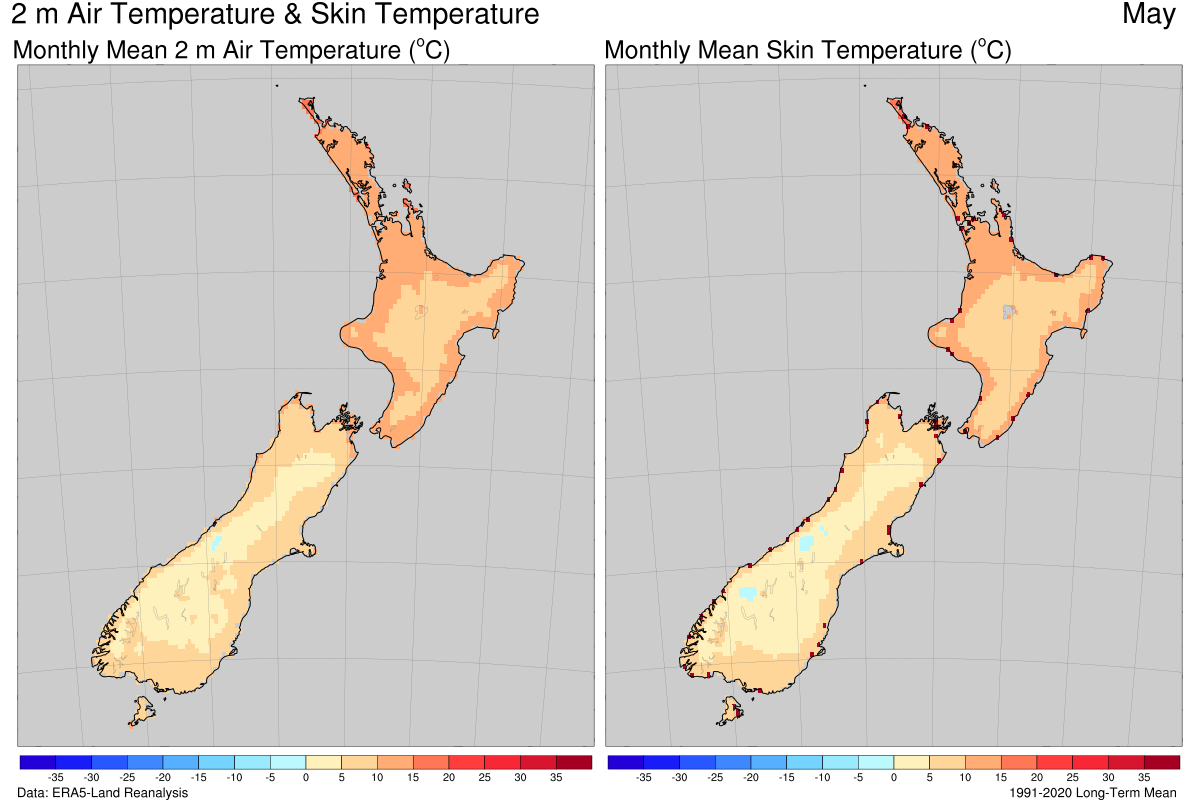 2 m Air Temperature & Skin Temperature May
Monthly Mean 2 m Air Temperature (°C) Monthly Mean Skin Temperature (°C)
-35 -30 -25 -20 -15 -10 -5 0 5 10 15 20 25 30 35 -35 -30 -25 -20 -15 -10 -5 0 5 10 15 20 25 30 35
Data: ERA5-Land Reanalysis 1991-2020 Long-Term Mean